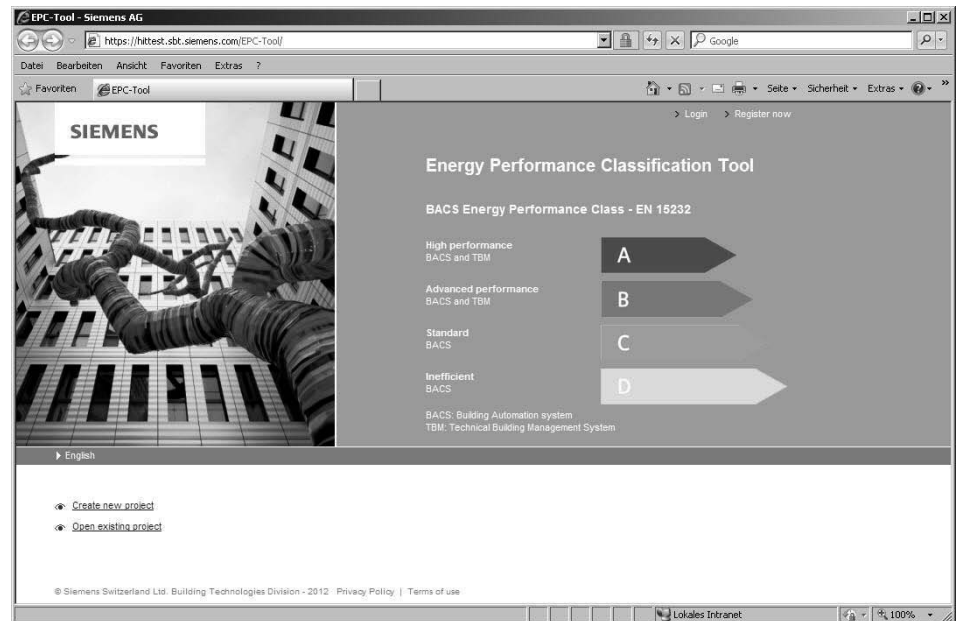 EPC-Tool - Siemens AG
https://hittest.sbt.siemens.com/EPC-Tool/
Google
Datei Bearbeiten Ansicht Favoriten Extras ?
Favoriten EPC-Tool Seite Sicherheit Extras
SIEMENS
Login Register now
Energy Performance Classification Tool
BACS Energy Performance Class - EN 15232
High performance
BACS and TBM
A
Advanced performance
BACS and TBM
B
Standard
BACS
C
Inefficient
BACS
D
BACS: Building Automation system
TBM: Technical Building Management System
English
Create new project
Open existing project
© Siemens Switzerland Ltd. Building Technologies Division - 2012 Privacy Policy | Terms of use
Lokales Intranet 100%